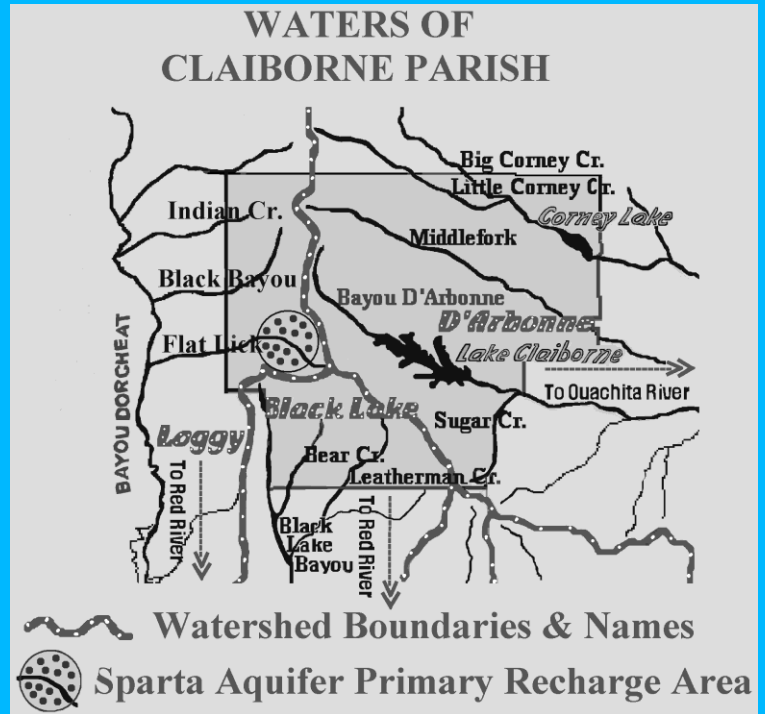 WATERS OF
CLAIBORNE PARISH
Big Corney Cr.
Little Corney Cr.
Indian Cr.
Corney Lake
Middlefork
Black Bayou
Bayou D'Arbonne
D'Arbonne
Flat Lick
Lake Claiborne
BAYOU DORCHEAT
To Ouachita River
Black Lake
Sugar Cr.
Loggy
Bear Cr.
Leatherman Cr.
To Red River
To Red River
Black
Lake
Bayou
Watershed Boundaries & Names
Sparta Aquifer Primary Recharge Area